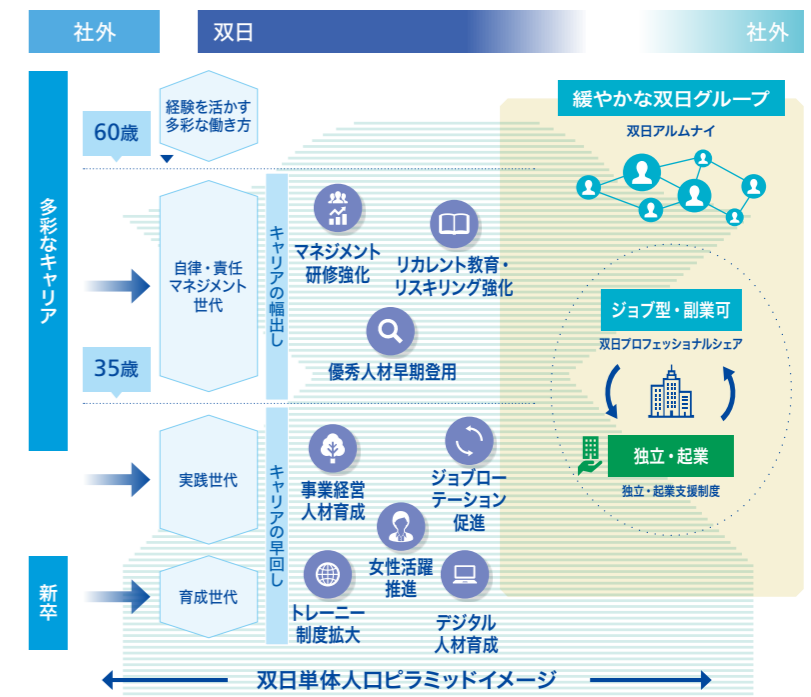 社外
双日
社外
経験を活かす
多彩な働き方
60歳
多彩なキャリア
自律・責任
マネジメント
世代
キャリアの幅出し
マネジメント
研修強化
リカレント教育・
リスキリング強化
優秀人材早期登用
35歳
実践世代
キャリアの早回し
事業経営
人材育成
ジョブロー
テーション
促進
女性活躍
推進
新卒
育成世代
トレーニー
制度拡大
デジタル
人材育成
緩やかな双日グループ
双日アルムナイ
ジョブ型・副業可
双日プロフェッショナルシェア
独立・起業
独立・起業支援制度
双日単体人口ピラミッドイメージ